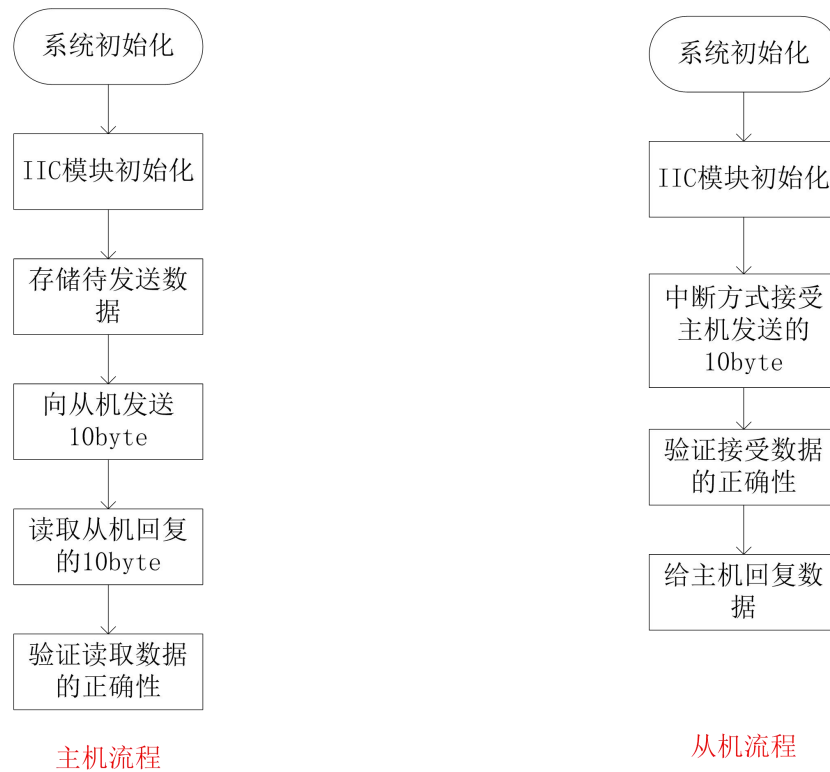 系统初始化
IIC模块初始化
存储待发送数
据
向从机发送
10byte
读取从机回复
的10byte
验证读取数据
的正确性
主机流程
系统初始化
IIC模块初始化
中断方式接受
主机发送的
10byte
验证接受数据
的正确性
给主机回复数
据
从机流程